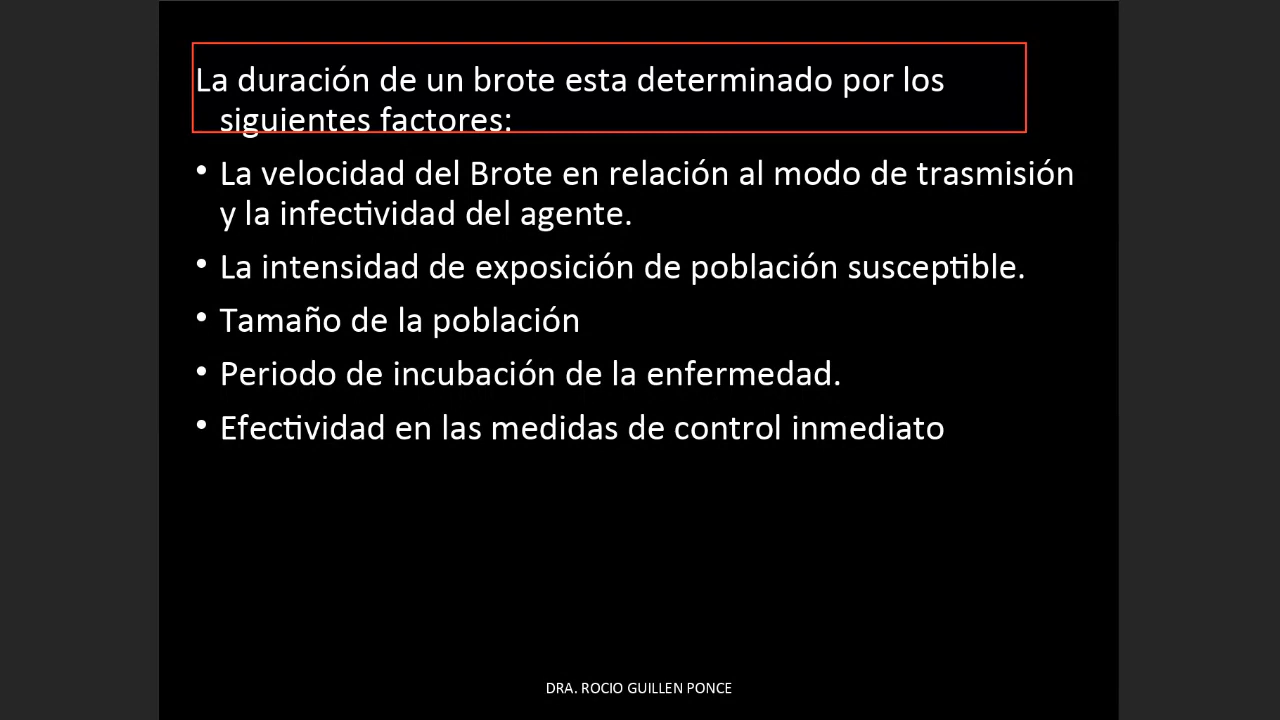 La duración de un brote esta determinado por los
siguientes factores:
• La velocidad del Brote en relación al modo de trasmisión
y la infectividad del agente.
• La intensidad de exposición de población susceptible.
• Tamaño de la población
• Periodo de incubación de la enfermedad.
• Efectividad en las medidas de control inmediato
DRA. ROCIO GUILLEN PONCE